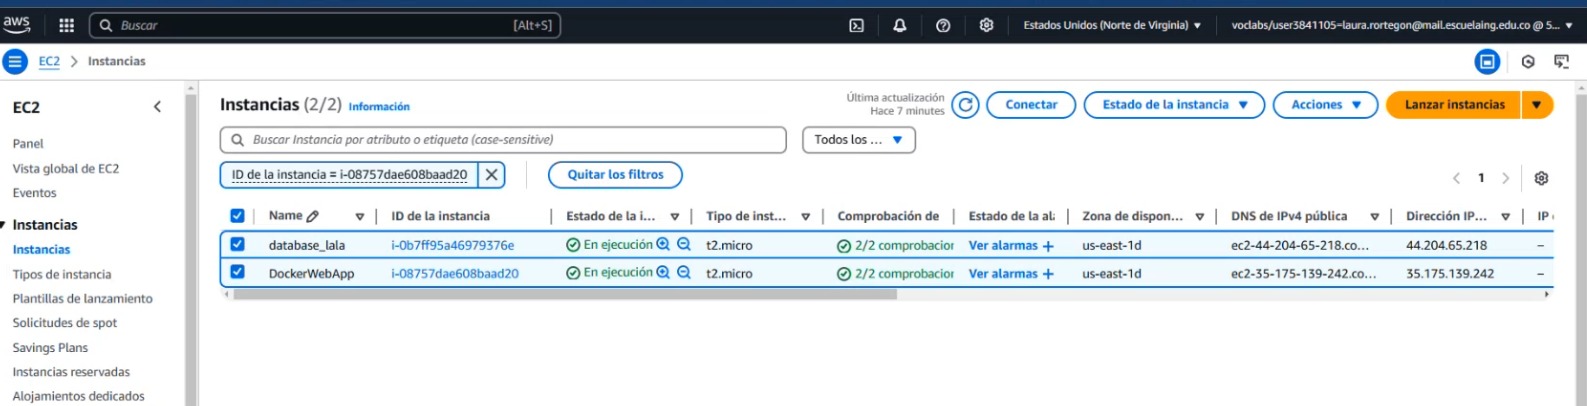 aws
Buscar [Alt+S] Estados Unidos (Norte de Virginia) voclabs/user3841105=laura.rortegon@mail.escuelaing.edu.co @ 5...
EC2 > Instancias
EC2
Panel
Vista global de EC2
Eventos
Instancias
Instancias
Tipos de instancia
Plantillas de lanzamiento
Solicitudes de spot
Savings Plans
Instancias reservadas
Alojamientos dedicados
Instancias (2/2) Información
Última actualización
Hace 7 minutes
Conectar Estado de la instancia Acciones Lanzar instancias
Buscar Instancia por atributo o etiqueta (case-sensitive) Todos los ...
ID de la instancia = i-08757dae608baad20 Quitar los filtros
1
Name ID de la instancia Estado de la i... Tipo de inst... Comprobación de Estado de la ala Zona de dispon... DNS de IPv4 pública Dirección IP... IP
database_lala i-0b7ff95a46979376e En ejecución t2.micro 2/2 comprobacior Ver alarmas + us-east-1d ec2-44-204-65-218.co... 44.204.65.218 –
DockerWebApp i-08757dae608baad20 En ejecución t2.micro 2/2 comprobacior Ver alarmas + us-east-1d ec2-35-175-139-242.co... 35.175.139.242 –